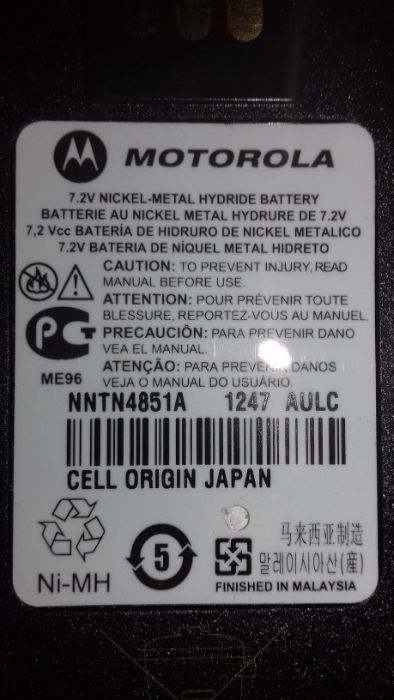 MOTOROLA
7.2V NICKEL-METAL HYDRIDE BATTERY
BATTERIE AU NICKEL METAL HYDRURE DE 7.2V
7,2 Vcc BATERÍA DE HIDRURO DE NICKEL METALICO
7.2V BATERIA DE NÍQUEL METAL HIDRETO
CAUTION: TO PREVENT INJURY, READ
MANUAL BEFORE USE.
ATTENTION: POUR PRÉVENIR TOUTE
BLESSURE, REPORTEZ-VOUS AU MANUEL.
PRECAUCIÓN: PARA PREVENIR DANO
VEA EL MANUAL.
ATENÇÃO: PARA PREVENIR DANOS
VEJA O MANUAL DO USUÁRIO.
ME96
NNTN4851A 1247 AULC
CELL ORIGIN JAPAN
Ni-MH
5
马来西亚制造
말레이시아산(産)
FINISHED IN MALAYSIA